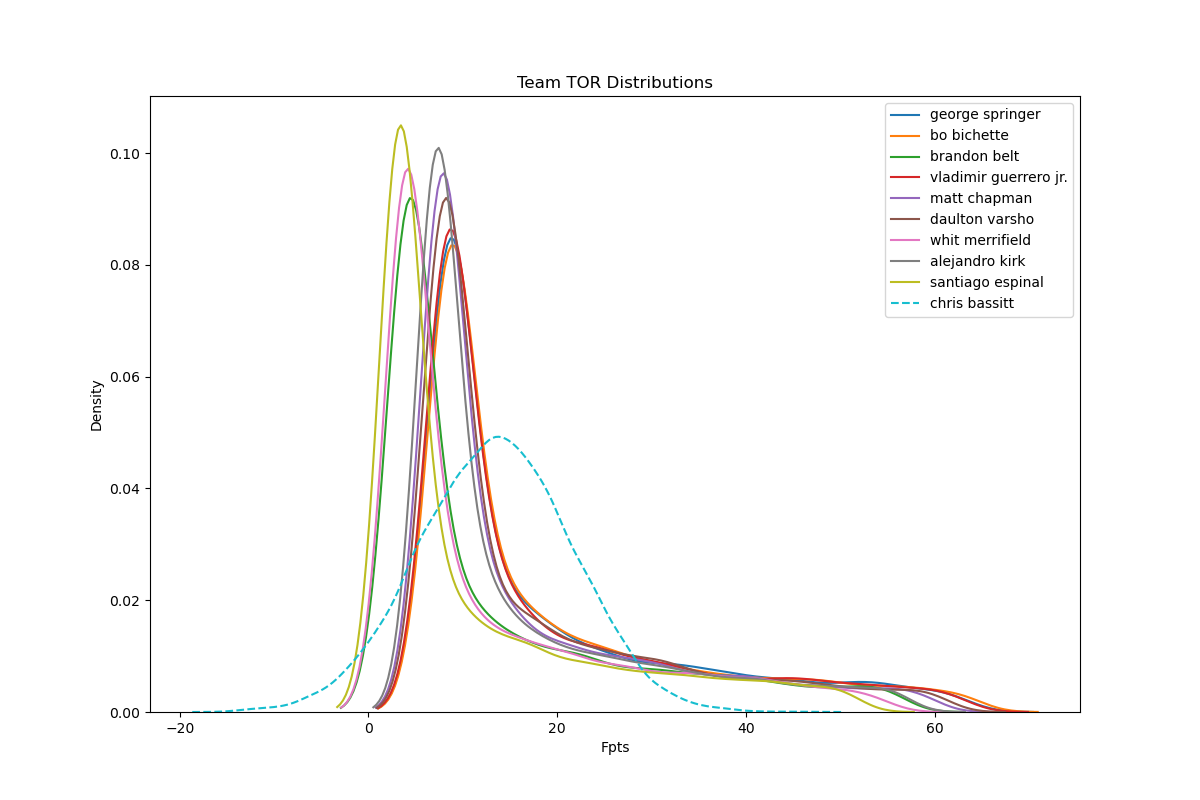 Team TOR Distributions
george springer
bo bichette
brandon belt
vladimir guerrero jr.
matt chapman
daulton varsho
whit merrifield
alejandro kirk
santiago espinal
chris bassitt
Density
0.10
0.08
0.06
0.04
0.02
0.00
−20
0
20
40
60
Fpts